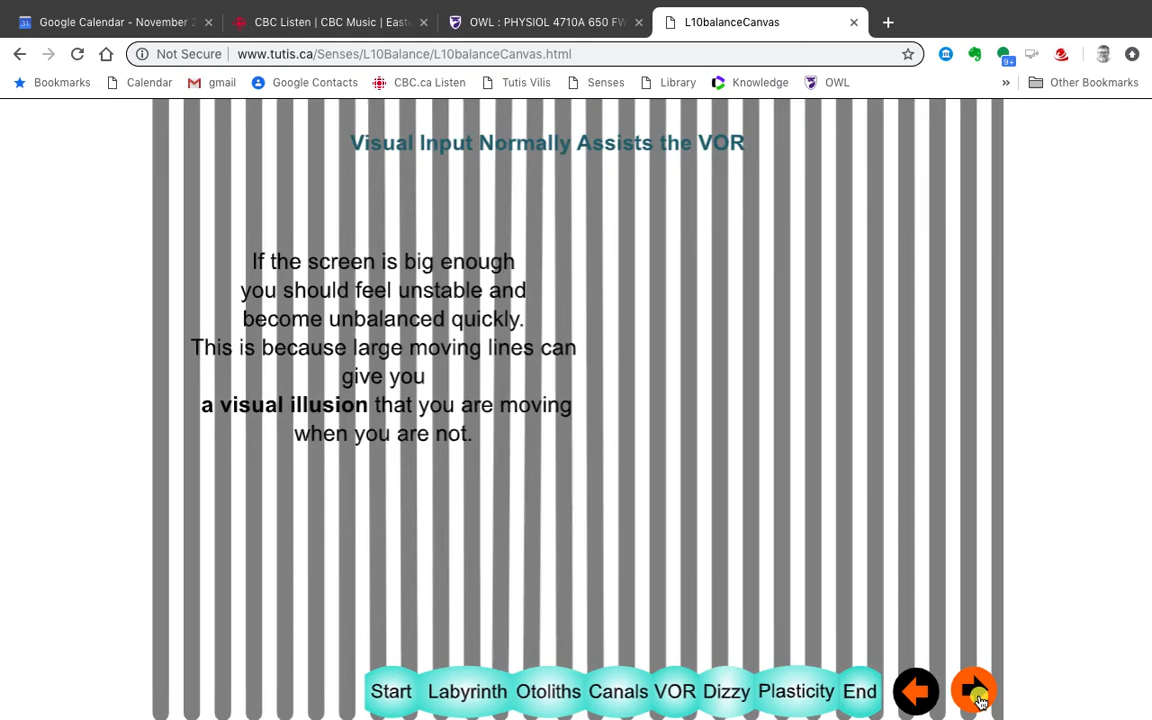 Google Calendar - November 2
CBC Listen | CBC Music | Easte
OWL : PHYSIOL 4710A 650 FW
L10balanceCanvas
Not Secure
www.tutis.ca/Senses/L10Balance/L10balanceCanvas.html
9+
Bookmarks
Calendar
gmail
Google Contacts
CBC.ca Listen
Tutis Vilis
Senses
Library
Knowledge
OWL
»
Other Bookmarks
Visual Input Normally Assists the VOR
If the screen is big enough
you should feel unstable and
become unbalanced quickly.
This is because large moving lines can
give you
a visual illusion that you are moving
when you are not.
Start
Labyrinth
Otoliths
Canals
VOR
Dizzy
Plasticity
End